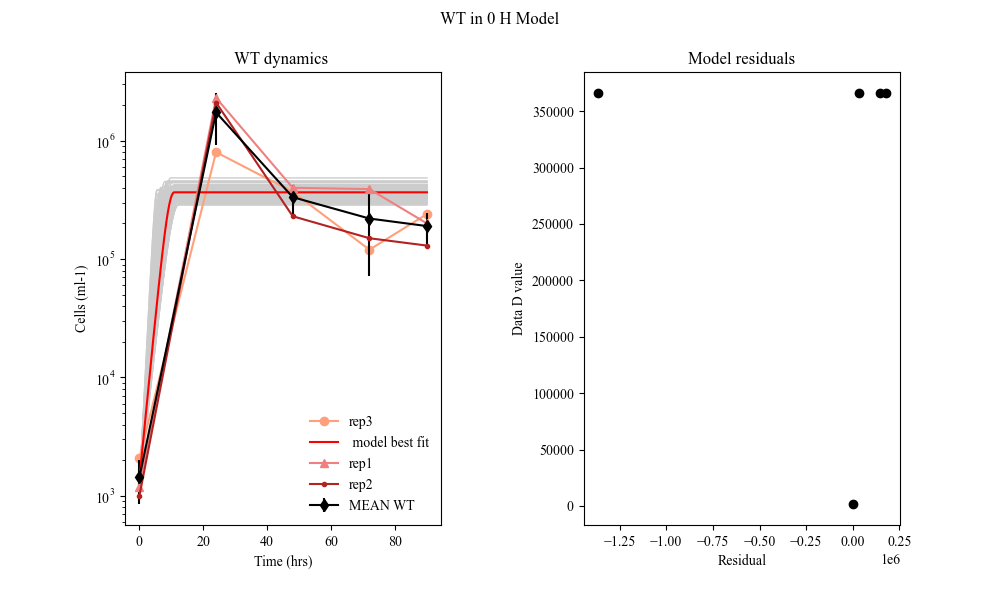 WT in 0 H Model
WT dynamics
Cells (ml-1)
10^6
10^5
10^4
10^3
rep3
model best fit
rep1
rep2
MEAN WT
0 20 40 60 80
Time (hrs)
Model residuals
Data D value
350000
300000
250000
200000
150000
100000
50000
0
−1.25 −1.00 −0.75 −0.50 −0.25 0.00 0.25
1e6
Residual